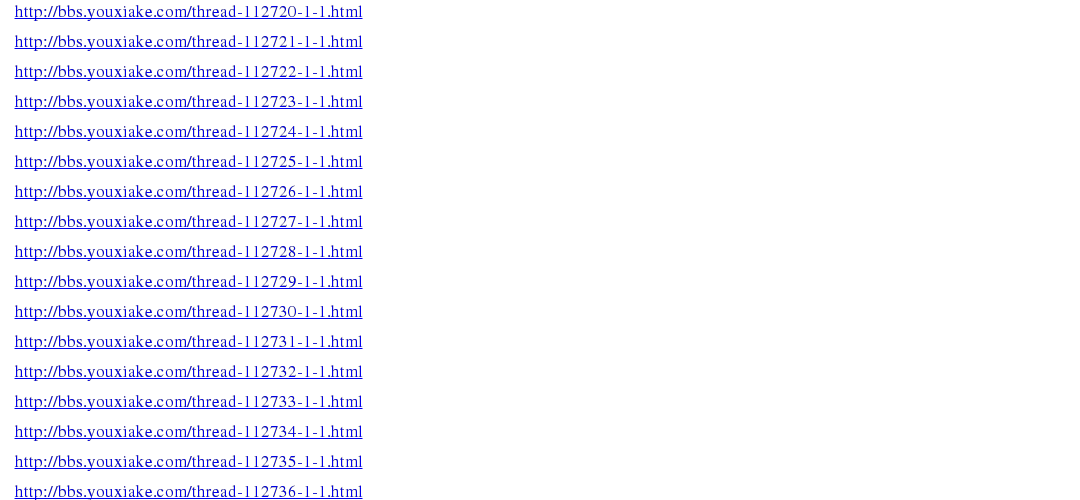 http://bbs.youxiake.com/thread-112720-1-1.html
http://bbs.youxiake.com/thread-112721-1-1.html
http://bbs.youxiake.com/thread-112722-1-1.html
http://bbs.youxiake.com/thread-112723-1-1.html
http://bbs.youxiake.com/thread-112724-1-1.html
http://bbs.youxiake.com/thread-112725-1-1.html
http://bbs.youxiake.com/thread-112726-1-1.html
http://bbs.youxiake.com/thread-112727-1-1.html
http://bbs.youxiake.com/thread-112728-1-1.html
http://bbs.youxiake.com/thread-112729-1-1.html
http://bbs.youxiake.com/thread-112730-1-1.html
http://bbs.youxiake.com/thread-112731-1-1.html
http://bbs.youxiake.com/thread-112732-1-1.html
http://bbs.youxiake.com/thread-112733-1-1.html
http://bbs.youxiake.com/thread-112734-1-1.html
http://bbs.youxiake.com/thread-112735-1-1.html
http://bbs.youxiake.com/thread-112736-1-1.html